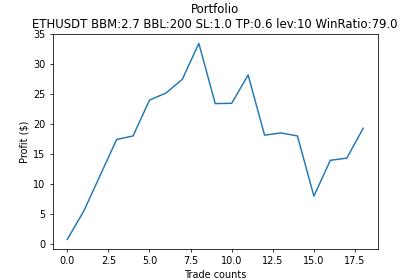 Portfolio
ETHUSDT BBM:2.7 BBL:200 SL:1.0 TP:0.6 lev:10 WinRatio:79.0
35
30
25
20
15
10
5
0
Profit ($)
0.0 2.5 5.0 7.5 10.0 12.5 15.0 17.5
Trade counts